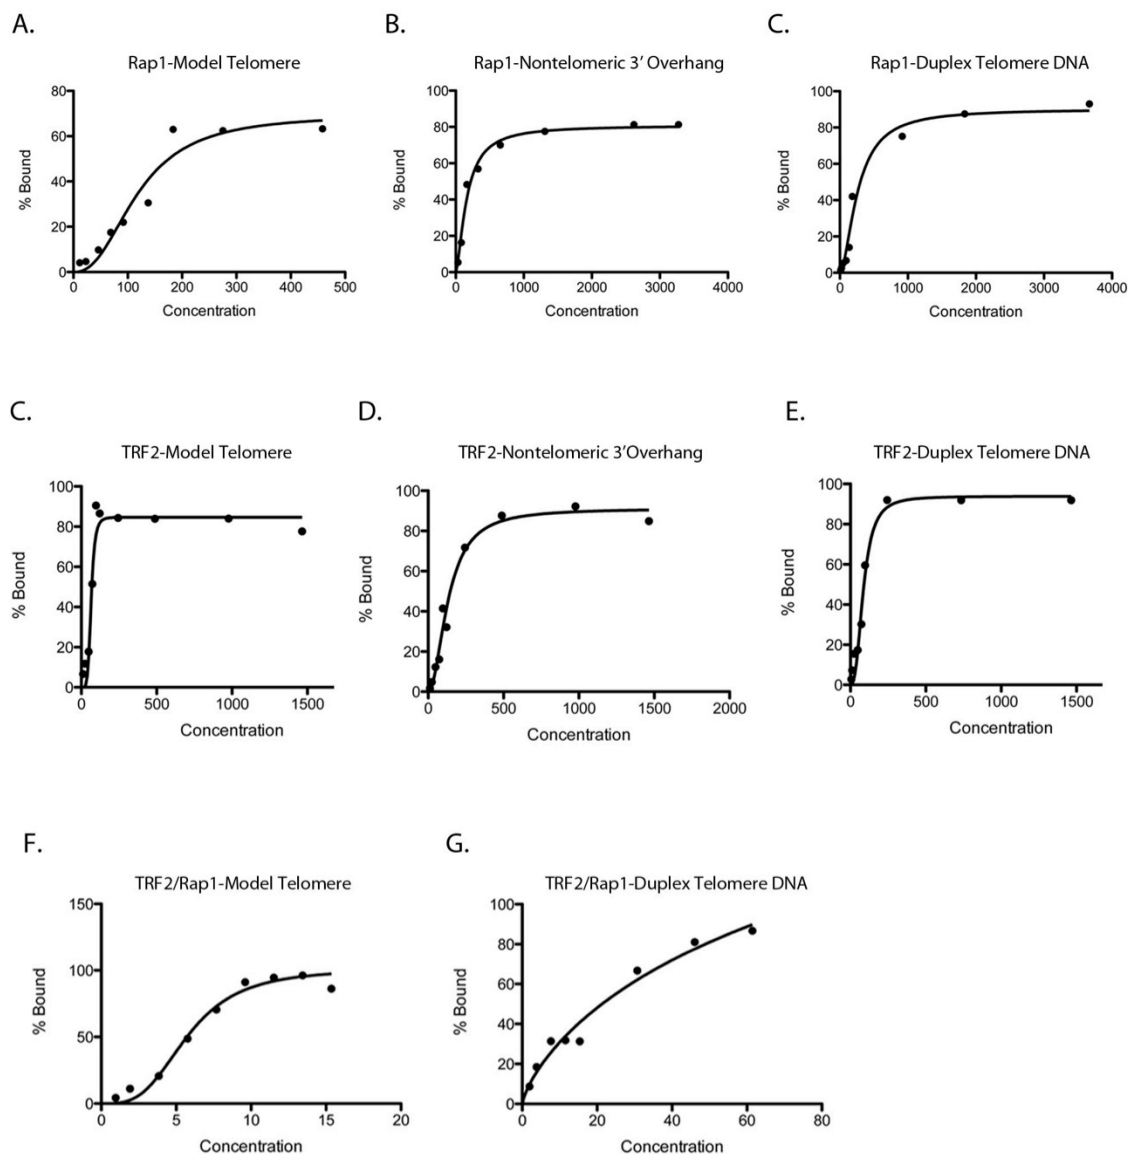 A.
Rap1-Model Telomere
80
60
40
20
0
% Bound
0 100 200 300 400 500
Concentration
B.
Rap1-Nontelomeric 3' Overhang
100
80
60
40
20
0
% Bound
0 1000 2000 3000 4000
Concentration
C.
Rap1-Duplex Telomere DNA
100
80
60
40
20
0
% Bound
0 1000 2000 3000 4000
Concentration
C.
TRF2-Model Telomere
100
80
60
40
20
0
% Bound
0 500 1000 1500
Concentration
D.
TRF2-Nontelomeric 3'Overhang
100
80
60
40
20
0
% Bound
0 500 1000 1500 2000
Concentration
E.
TRF2-Duplex Telomere DNA
100
80
60
40
20
0
% Bound
0 500 1000 1500
Concentration
F.
TRF2/Rap1-Model Telomere
150
100
50
0
% Bound
0 5 10 15 20
Concentration
G.
TRF2/Rap1-Duplex Telomere DNA
100
80
60
40
20
0
% Bound
0 20 40 60 80
Concentration